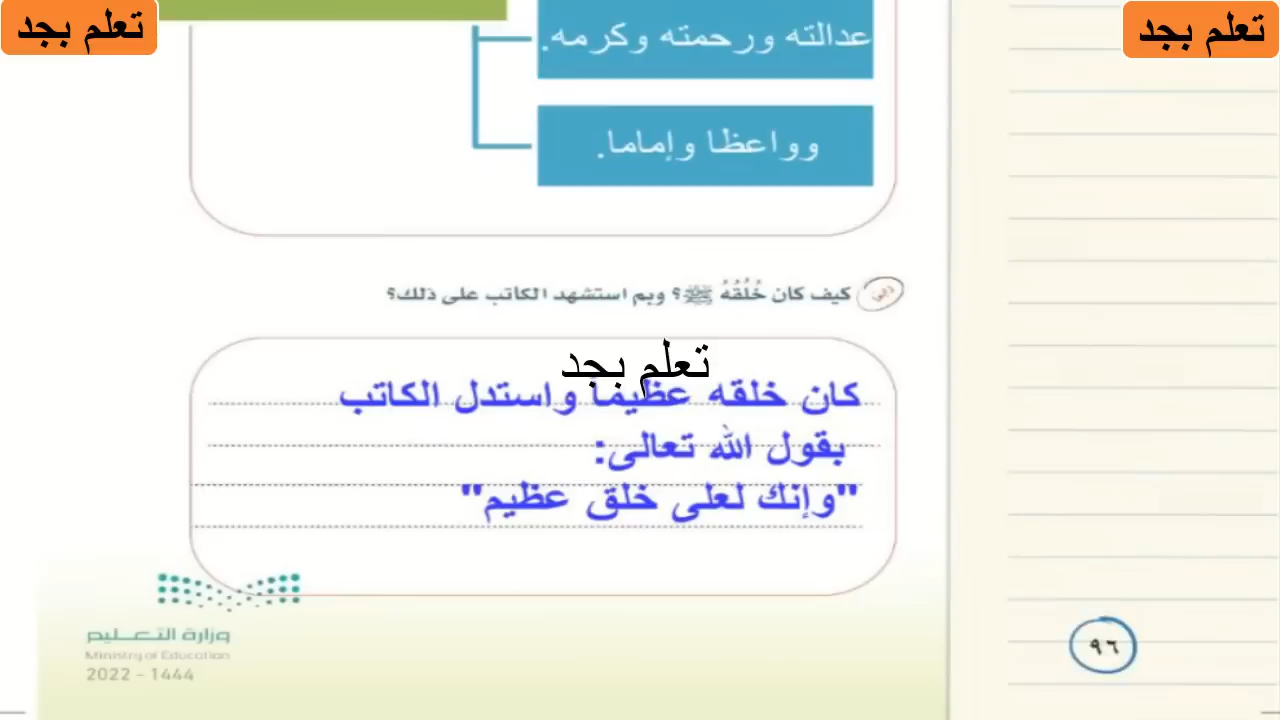 تعلم بجد
تعلم بجد
عدالته ورحمته وكرمه.
وواعظا وإماما.
كيف كان خُلُقُهُ ﷺ؟ وبم استشهد الكاتب على ذلك؟
تعلم بجد
كان خلقه عظيماً واستدل الكاتب
بقول الله تعالى:
"وإنك لعلى خلق عظيم"
وزارة التعـــليم
Ministry of Education
2022 - 1444
٩٦